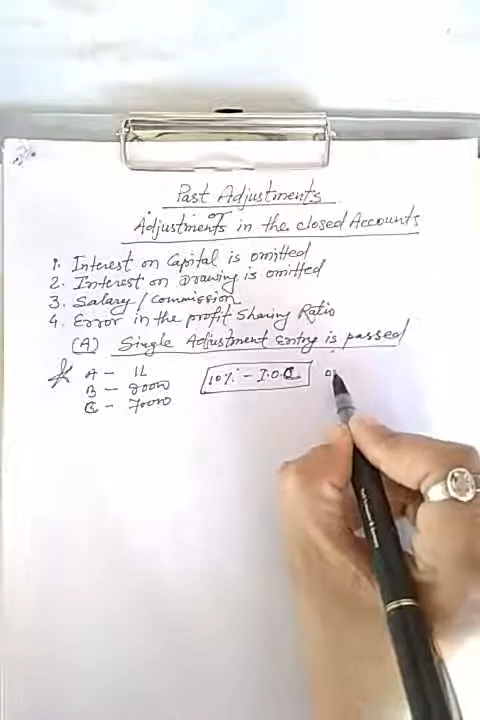 Past Adjustments
Adjustments in the closed Accounts
1. Interest on Capital is omitted
2. Interest on Drawing is omitted
3. Salary / Commission
4. Error in the profit Sharing Ratio
(A) Single Adjustment Entry is passed
A - 1L
B - 80000
C - 70000
10% - I.O.C